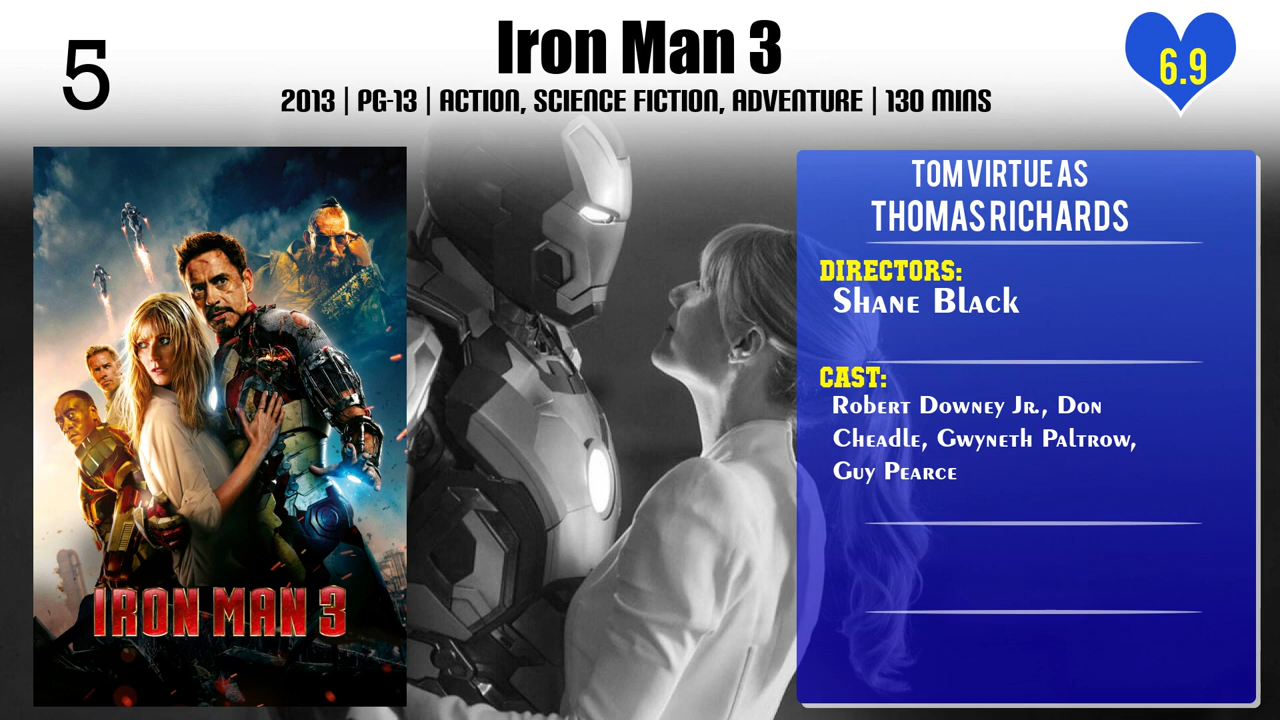 5
Iron Man 3
6.9
2013 | PG-13 | ACTION, SCIENCE FICTION, ADVENTURE | 130 MINS
TOM VIRTUE AS
THOMAS RICHARDS
DIRECTORS:
Shane Black
CAST:
Robert Downey Jr., Don
Cheadle, Gwyneth Paltrow,
Guy Pearce
IRON MAN 3